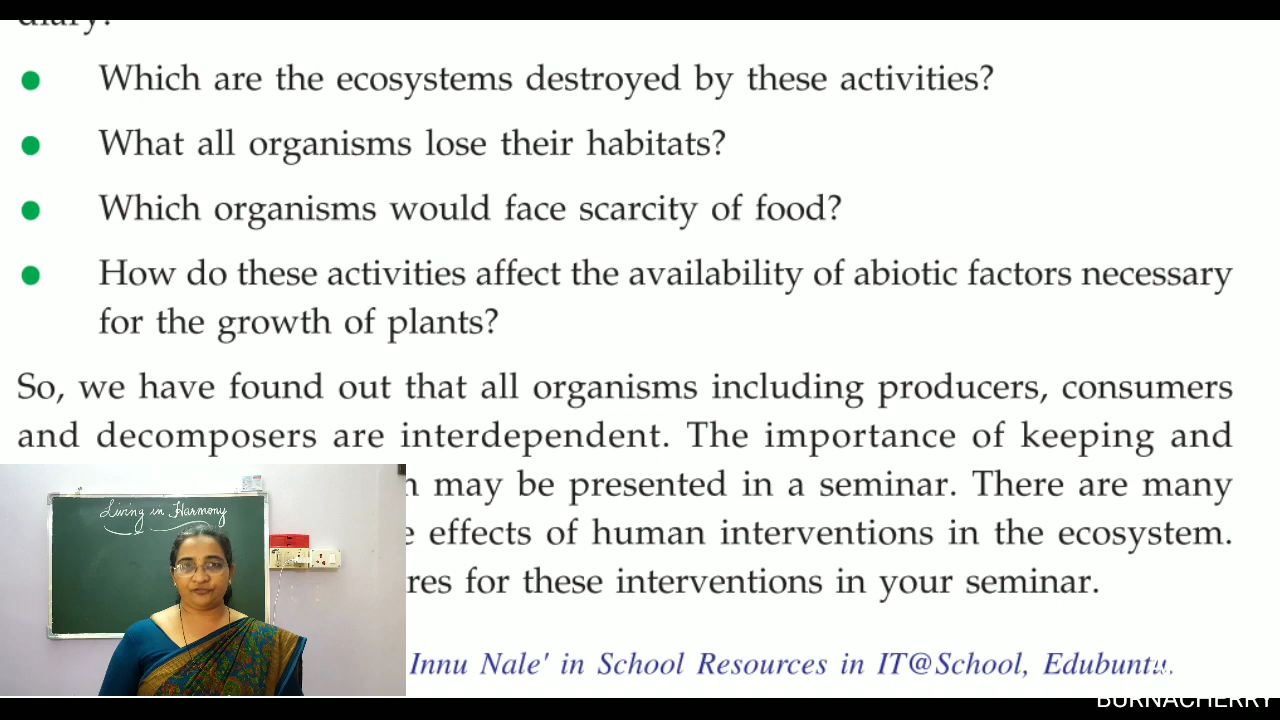 diary?
● Which are the ecosystems destroyed by these activities?
● What all organisms lose their habitats?
● Which organisms would face scarcity of food?
● How do these activities affect the availability of abiotic factors necessary
for the growth of plants?
So, we have found out that all organisms including producers, consumers
and decomposers are interdependent. The importance of keeping and
may be presented in a seminar. There are many
effects of human interventions in the ecosystem.
for these interventions in your seminar.
Living in Harmony
Innu Nale' in School Resources in IT@School, Edubuntu.
BURNACHERRY